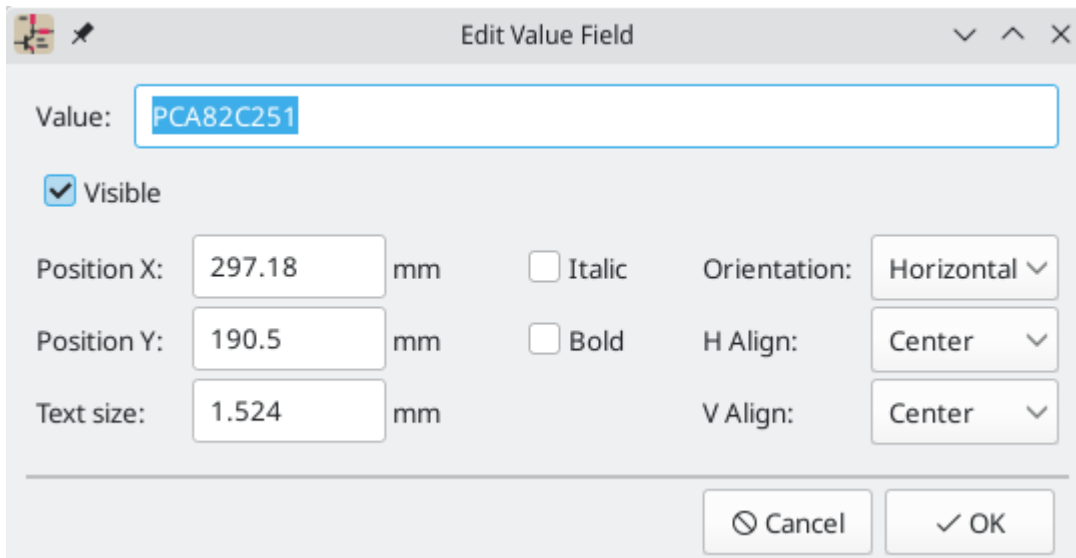 Edit Value Field
Value: PCA82C251
Visible
Position X: 297.18 mm Italic Orientation: Horizontal
Position Y: 190.5 mm Bold H Align: Center
Text size: 1.524 mm V Align: Center
Cancel OK